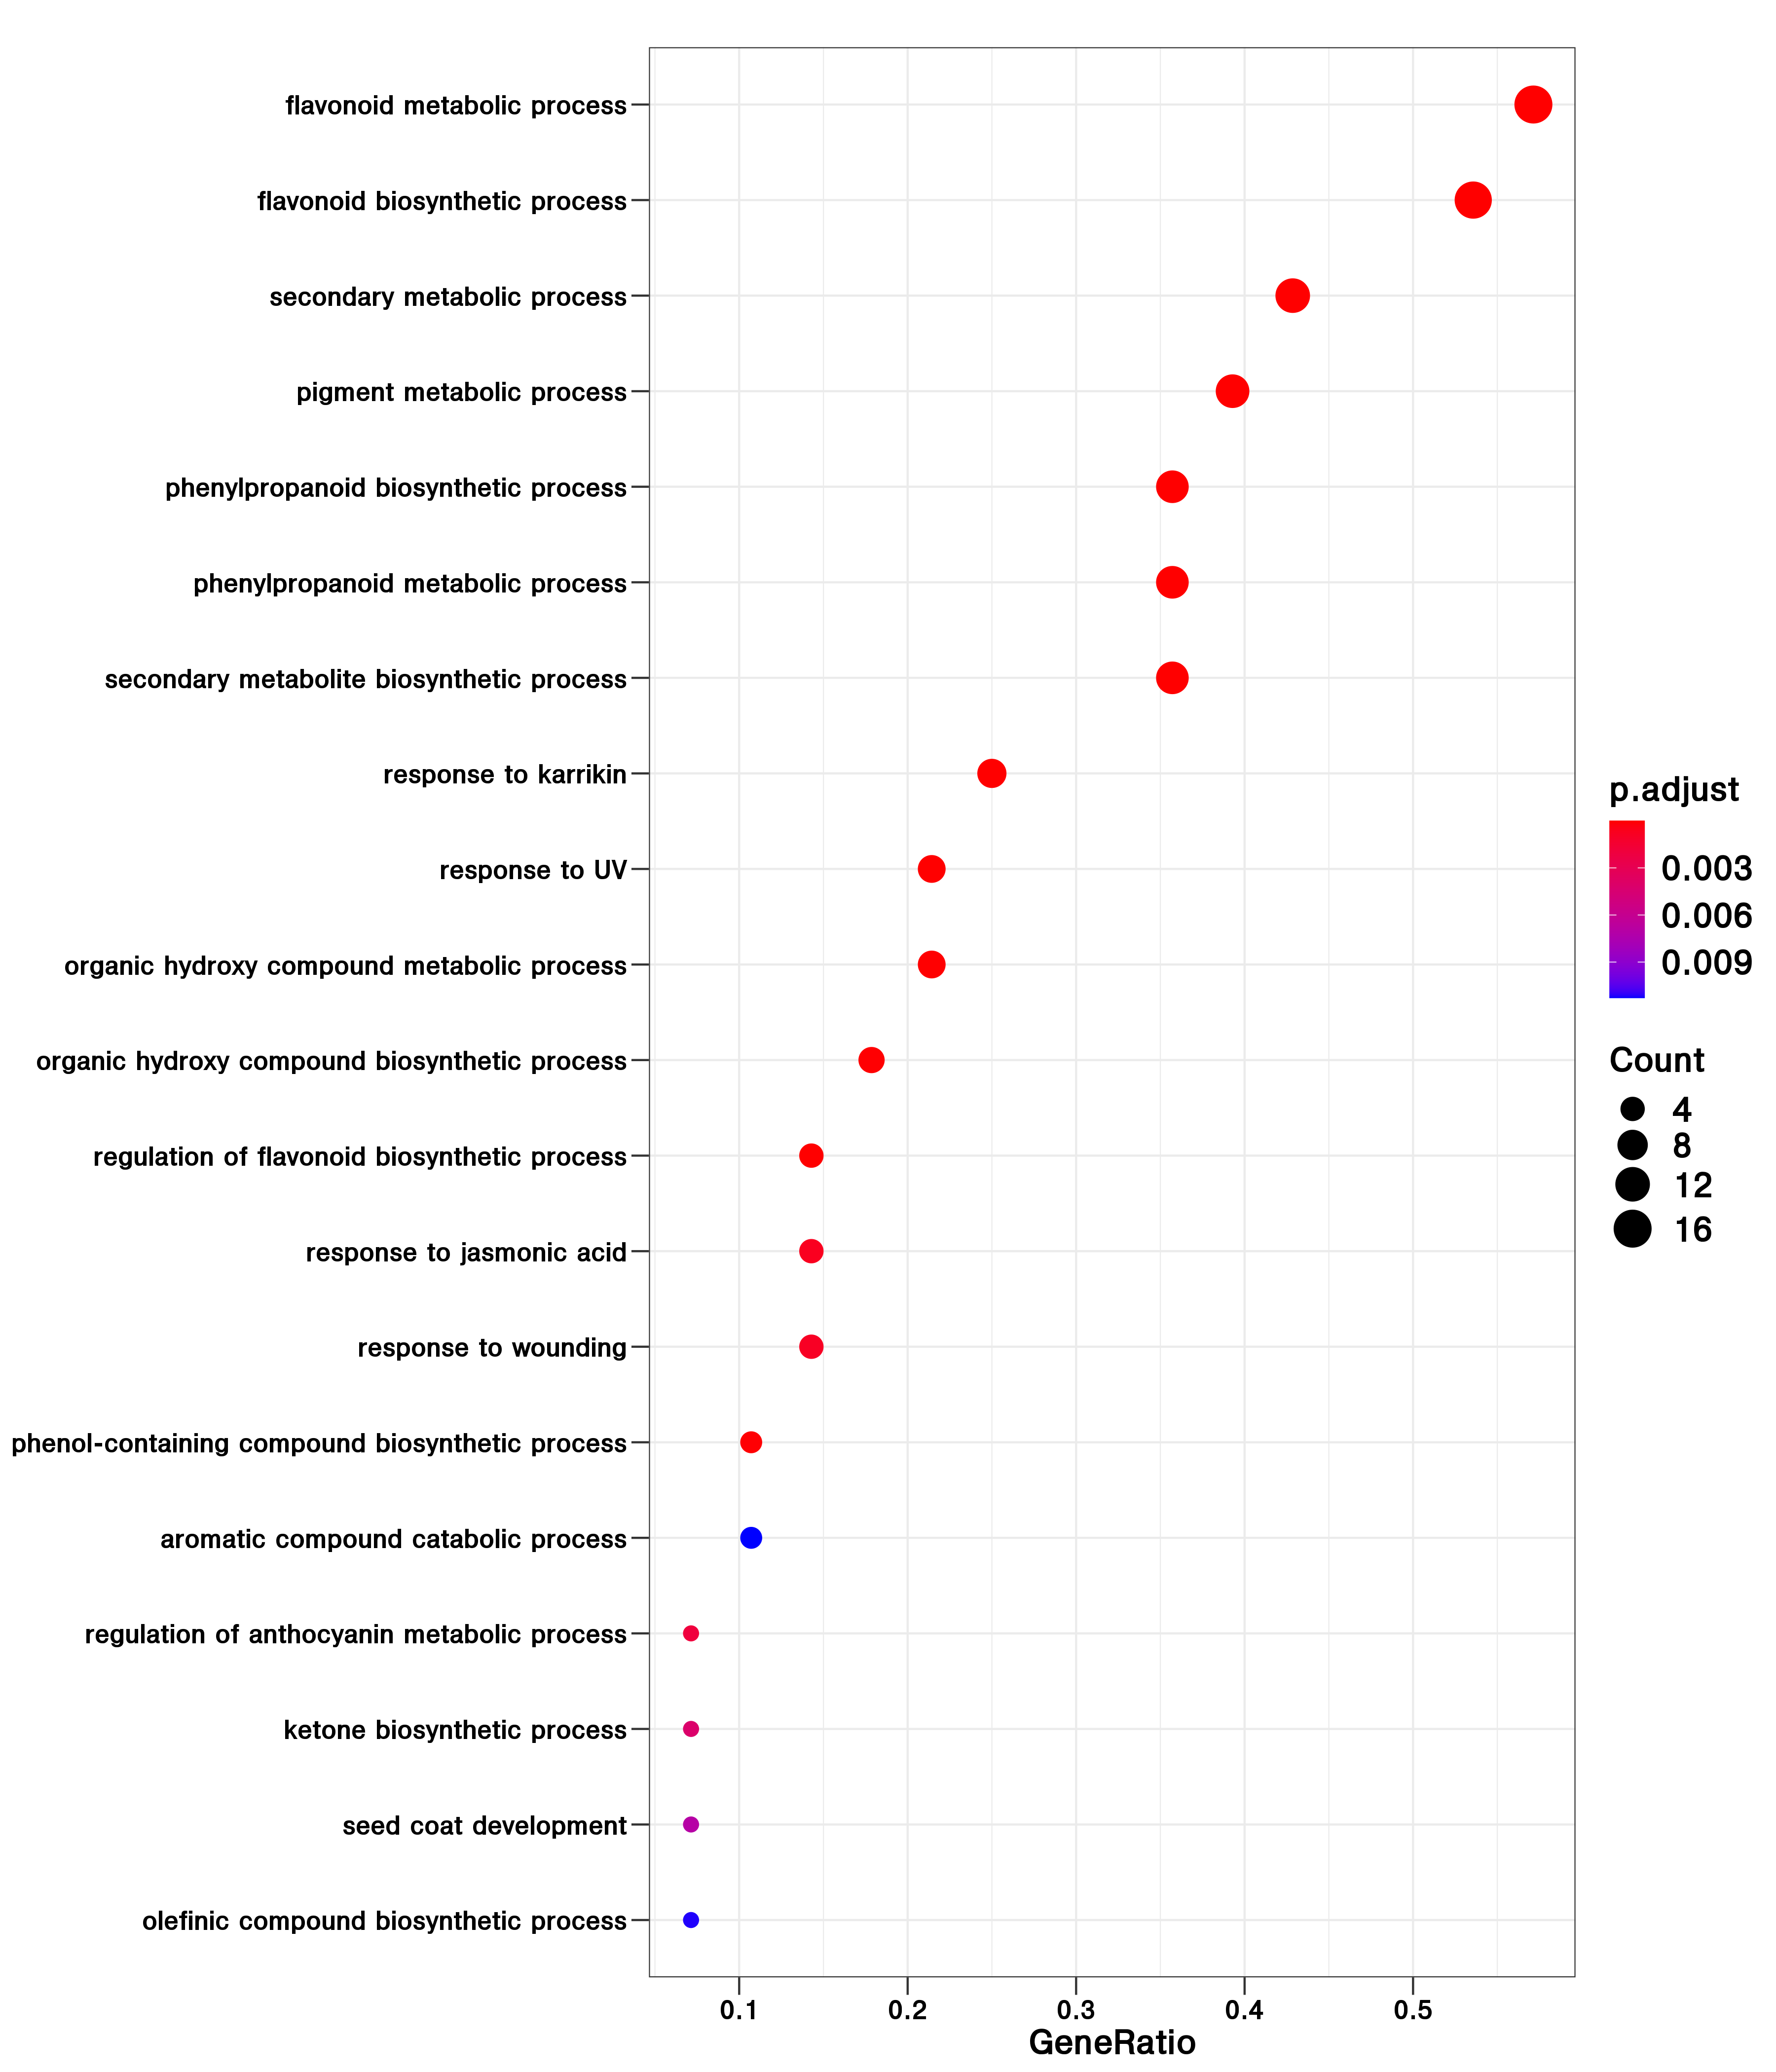 flavonoid metabolic process
flavonoid biosynthetic process
secondary metabolic process
pigment metabolic process
phenylpropanoid biosynthetic process
phenylpropanoid metabolic process
secondary metabolite biosynthetic process
response to karrikin
response to UV
organic hydroxy compound metabolic process
organic hydroxy compound biosynthetic process
regulation of flavonoid biosynthetic process
response to jasmonic acid
response to wounding
phenol-containing compound biosynthetic process
aromatic compound catabolic process
regulation of anthocyanin metabolic process
ketone biosynthetic process
seed coat development
olefinic compound biosynthetic process
0.1 0.2 0.3 0.4 0.5
GeneRatio
p.adjust
0.003
0.006
0.009
Count
4
8
12
16